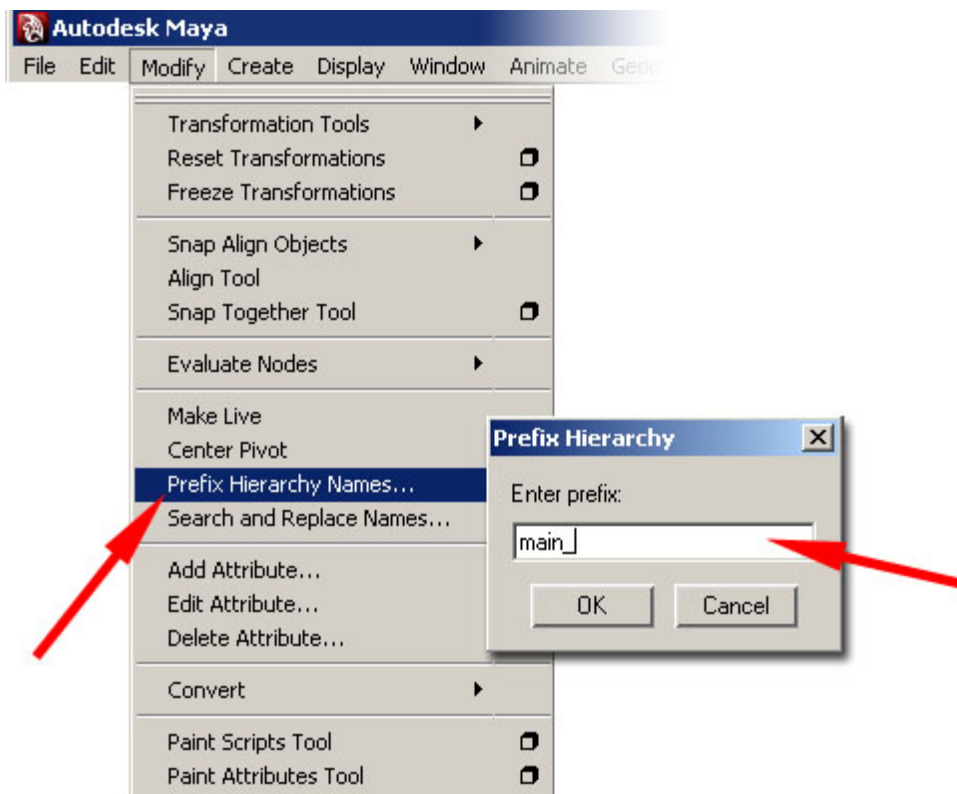 Autodesk Maya
File Edit Modify Create Display Window Animate Geom
Transformation Tools
Reset Transformations
Freeze Transformations
Snap Align Objects
Align Tool
Snap Together Tool
Evaluate Nodes
Make Live
Center Pivot
Prefix Hierarchy Names...
Search and Replace Names...
Add Attribute...
Edit Attribute...
Delete Attribute...
Convert
Paint Scripts Tool
Paint Attributes Tool
Prefix Hierarchy
Enter prefix:
main_
OK Cancel